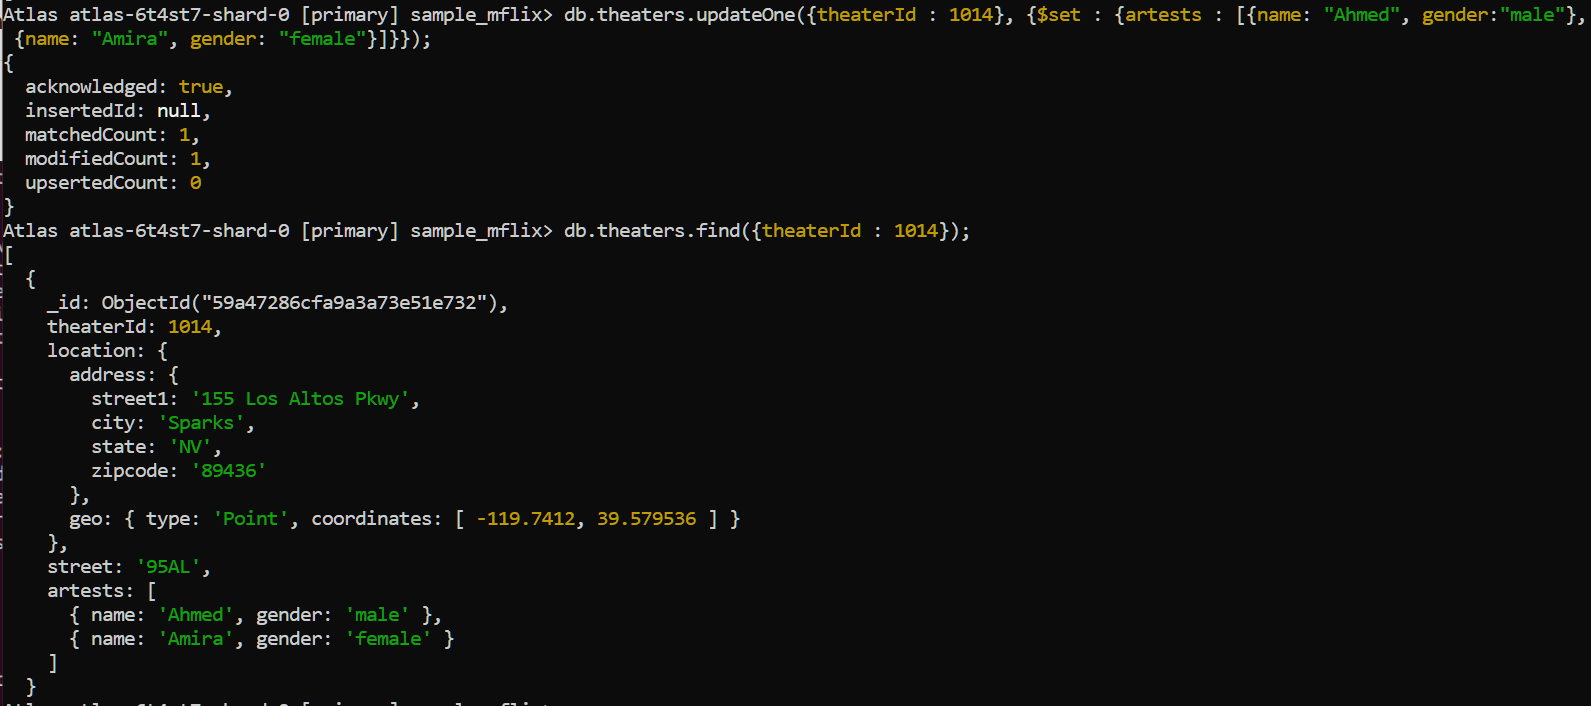 Atlas atlas-6t4st7-shard-0 [primary] sample_mflix> db.theaters.updateOne({theaterId : 1014}, {$set : {artests : [{name: "Ahmed", gender:"male"},
{name: "Amira", gender: "female"}]}});
{
  acknowledged: true,
  insertedId: null,
  matchedCount: 1,
  modifiedCount: 1,
  upsertedCount: 0
}
Atlas atlas-6t4st7-shard-0 [primary] sample_mflix> db.theaters.find({theaterId : 1014});
[
  {
    _id: ObjectId("59a47286cfa9a3a73e51e732"),
    theaterId: 1014,
    location: {
      address: {
        street1: '155 Los Altos Pkwy',
        city: 'Sparks',
        state: 'NV',
        zipcode: '89436'
      },
      geo: { type: 'Point', coordinates: [ -119.7412, 39.579536 ] }
    },
    street: '95AL',
    artests: [
      { name: 'Ahmed', gender: 'male' },
      { name: 'Amira', gender: 'female' }
    ]
  }